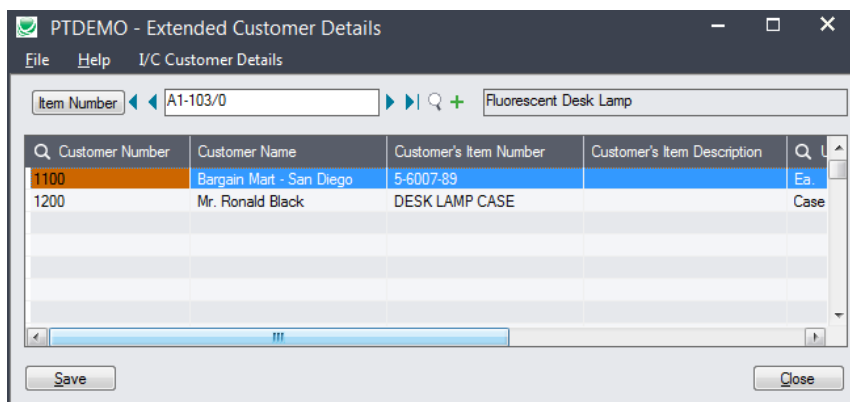 PTDEMO - Extended Customer Details
File Help I/C Customer Details
Item Number A1-103/0 Fluorescent Desk Lamp
Customer Number Customer Name Customer's Item Number Customer's Item Description
1100 Bargain Mart - San Diego 5-6007-89 Ea.
1200 Mr. Ronald Black DESK LAMP CASE Case
Save Close